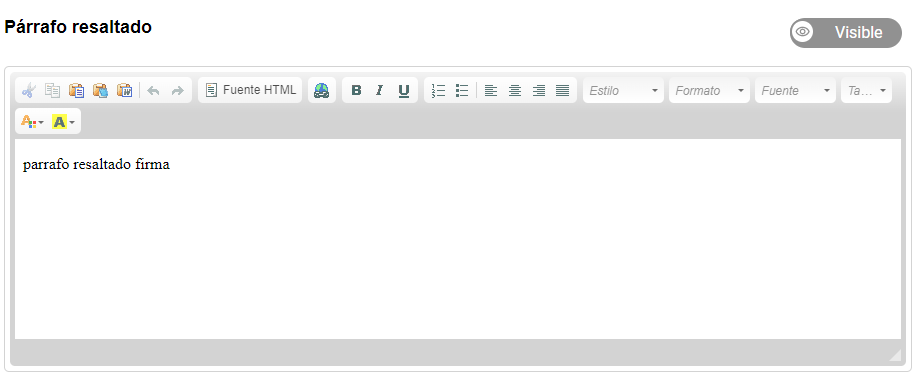 Párrafo resaltado
Visible
Fuente HTML
B I U
Estilo Formato Fuente Ta...
A A
parrafo resaltado firma